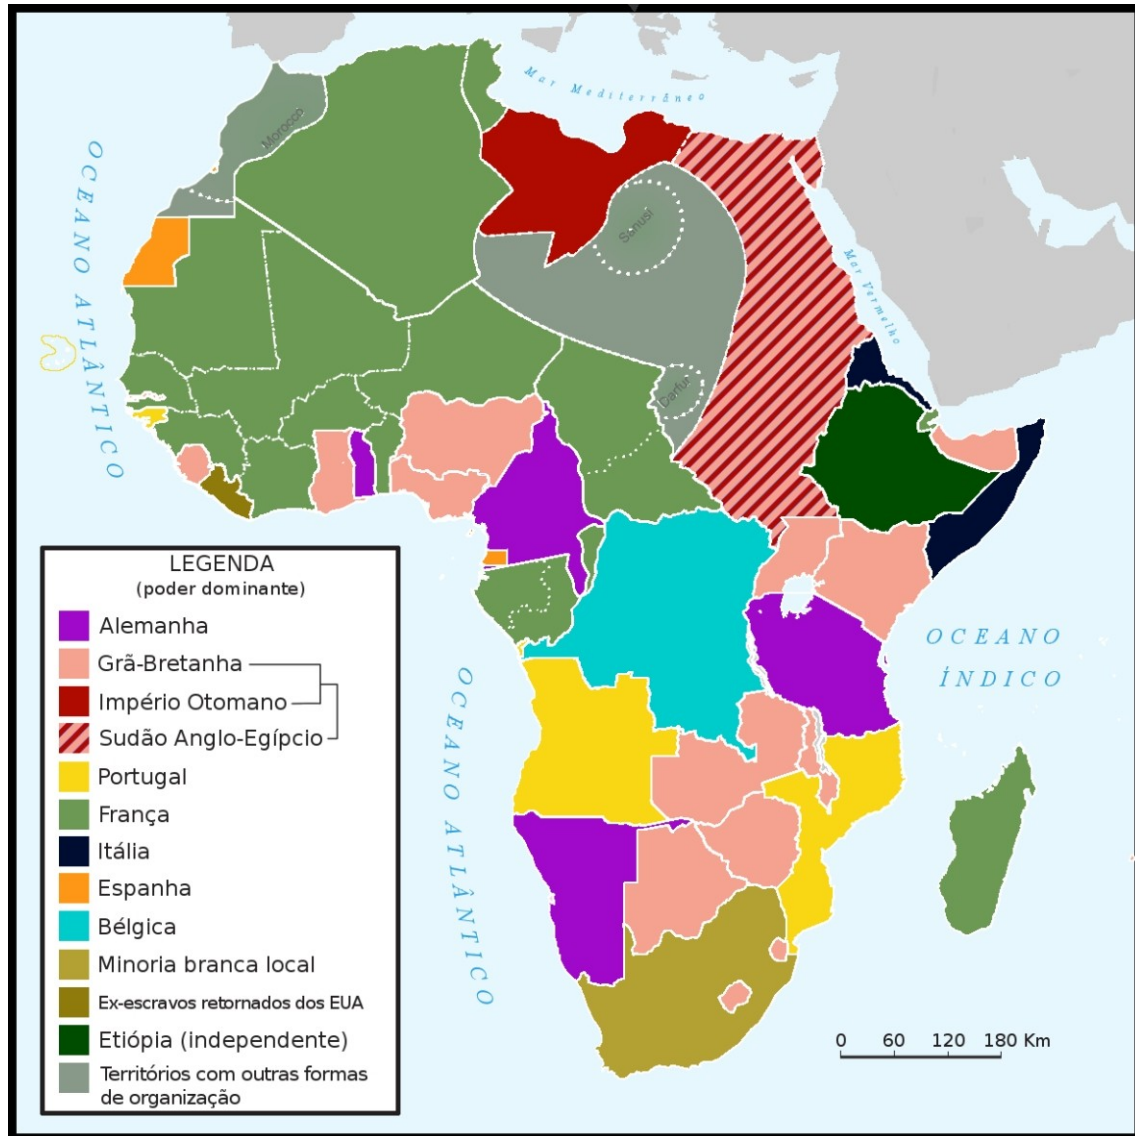 Mar Mediterrâneo
Morocco
OCEANO ATLÂNTICO
Sanusi
Mar Vermelho
Darfur
LEGENDA
(poder dominante)
Alemanha
Grã-Bretanha
Império Otomano
Sudão Anglo-Egípcio
Portugal
França
Itália
Espanha
Bélgica
Minoria branca local
Ex-escravos retornados dos EUA
Etiópia (independente)
Territórios com outras formas
de organização
OCEANO ATLÂNTICO
OCEANO
ÍNDICO
0 60 120 180 Km